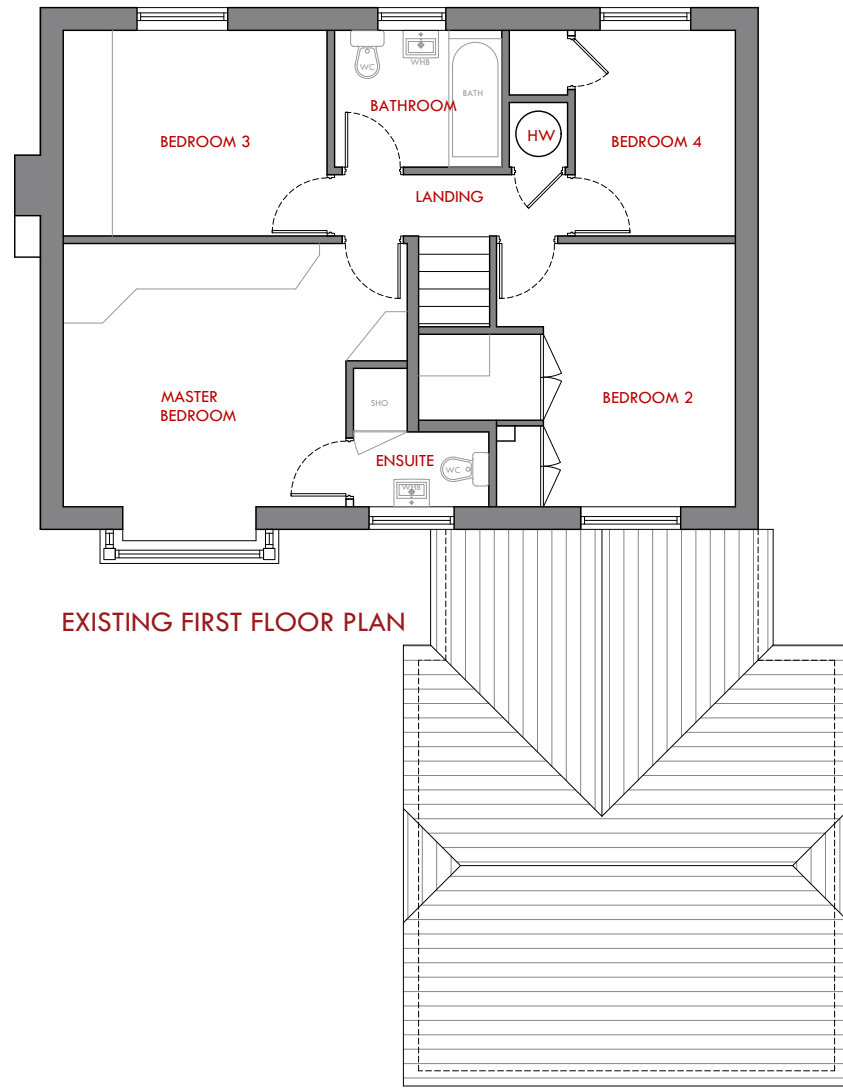 WC
WHB
BATH
BATHROOM
BEDROOM 3
HW
BEDROOM 4
LANDING
MASTER
BEDROOM
SHO
BEDROOM 2
ENSUITE
WC
WHB
EXISTING FIRST FLOOR PLAN